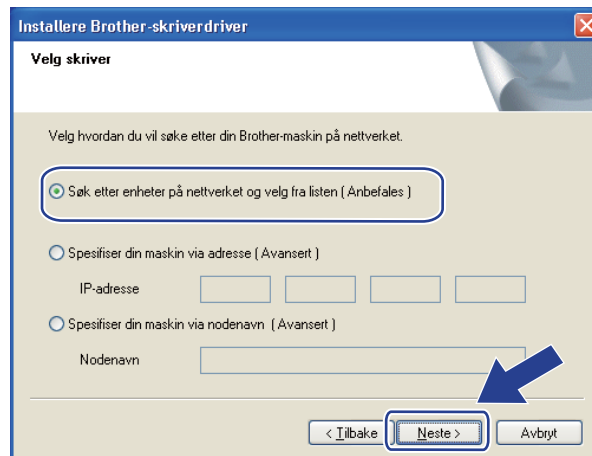 Installere Brother-skriverdriver
Velg skriver
Velg hvordan du vil søke etter din Brother-maskin på nettverket.
Søk etter enheter på nettverket og velg fra listen ( Anbefales )
Spesifiser din maskin via adresse ( Avansert )
IP-adresse
Spesifiser din maskin via nodenavn ( Avansert )
Nodenavn
< Tilbake Neste > Avbryt